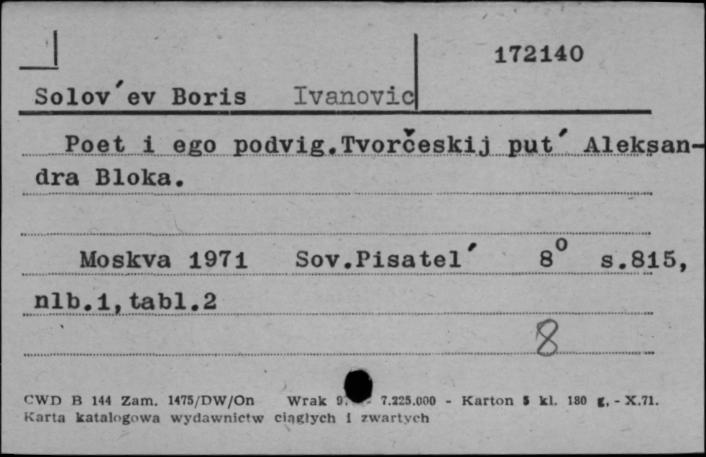 172140
Solov´ev Boris Ivanovic
Poet i ego podvig.Tvorčeskij put´ Aleksan-
dra Bloka.
Moskva 1971 Sov.Pisatel´ 8⁰ s.815,
nlb.1,tabl.2
8
CWD B 144 Zam. 1475/DW/On Wrak 7.225.000 - Karton 5 kl. 180 g. - X.71.
Karta katalogowa wydawnictw ciągłych i zwartych